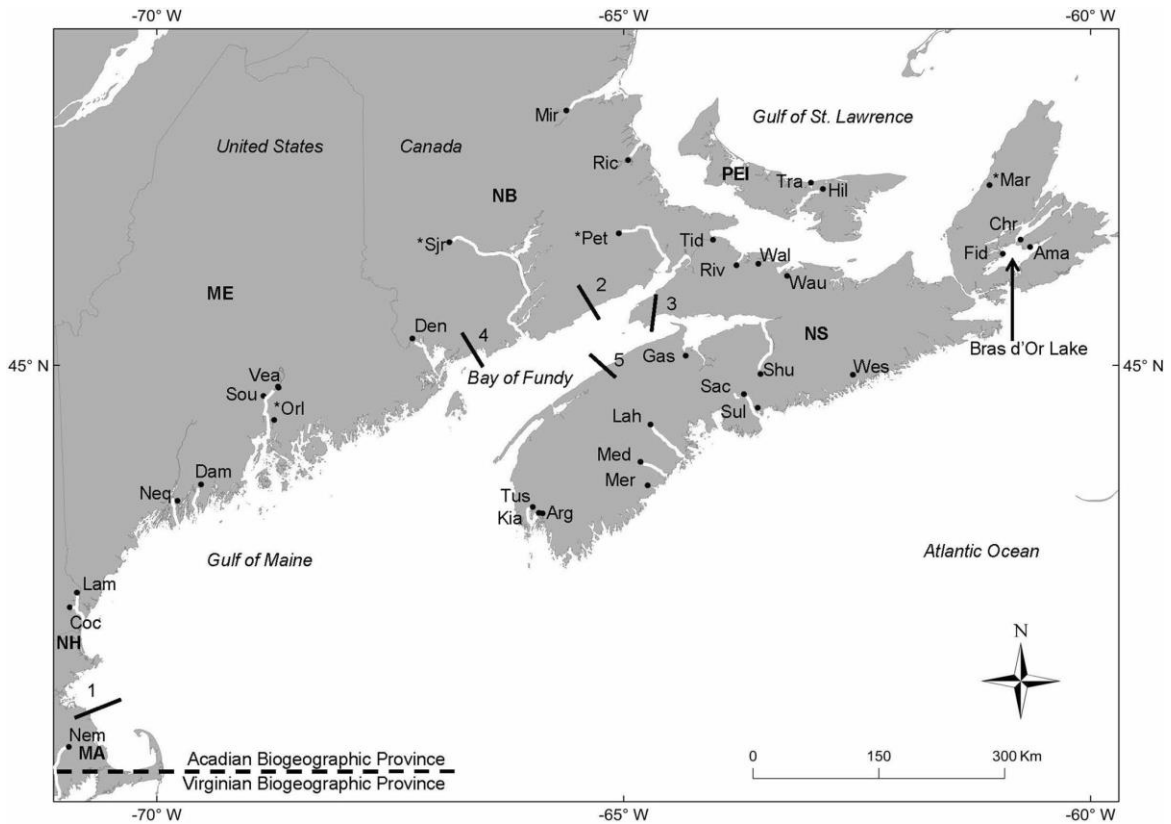 -70° W -65° W -60° W
Gulf of St. Lawrence
United States Canada
Mir
Ric
NB
PEI
Tra
Hil
*Mar
*Sjr
*Pet
Tid
Riv
Wal
Wau
Chr
Fid
Ama
Bras d'Or Lake
ME
2
3
4
5
Den
NS
45° N
45° N
Bay of Fundy
Gas
Shu
Wes
Vea
Sou
*Orl
Sac
Sul
Lah
Med
Mer
Dam
Neq
Tus
Kia
Arg
Gulf of Maine
Atlantic Ocean
Lam
Coc
NH
N
1
Nem
MA
Acadian Biogeographic Province
Virginian Biogeographic Province
0 150 300 Km
-70° W -65° W -60° W